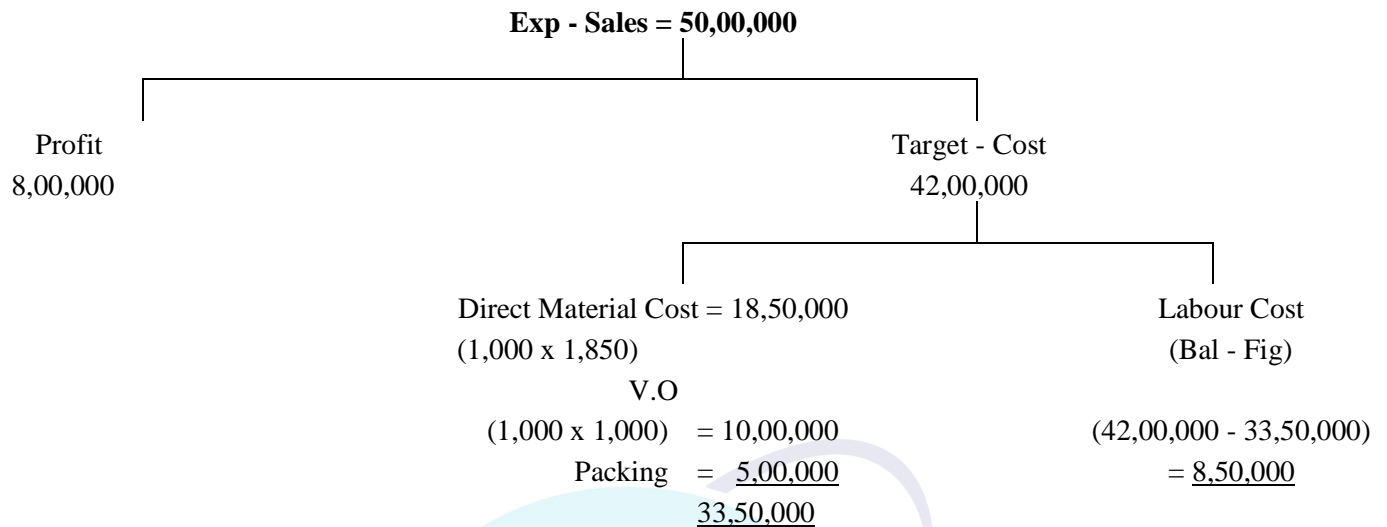 Exp - Sales = 50,00,000
Profit
8,00,000
Target - Cost
42,00,000
Direct Material Cost = 18,50,000
(1,000 x 1,850)
V.O
(1,000 x 1,000) = 10,00,000
Packing = 5,00,000
33,50,000
Labour Cost
(Bal - Fig)
(42,00,000 - 33,50,000)
= 8,50,000